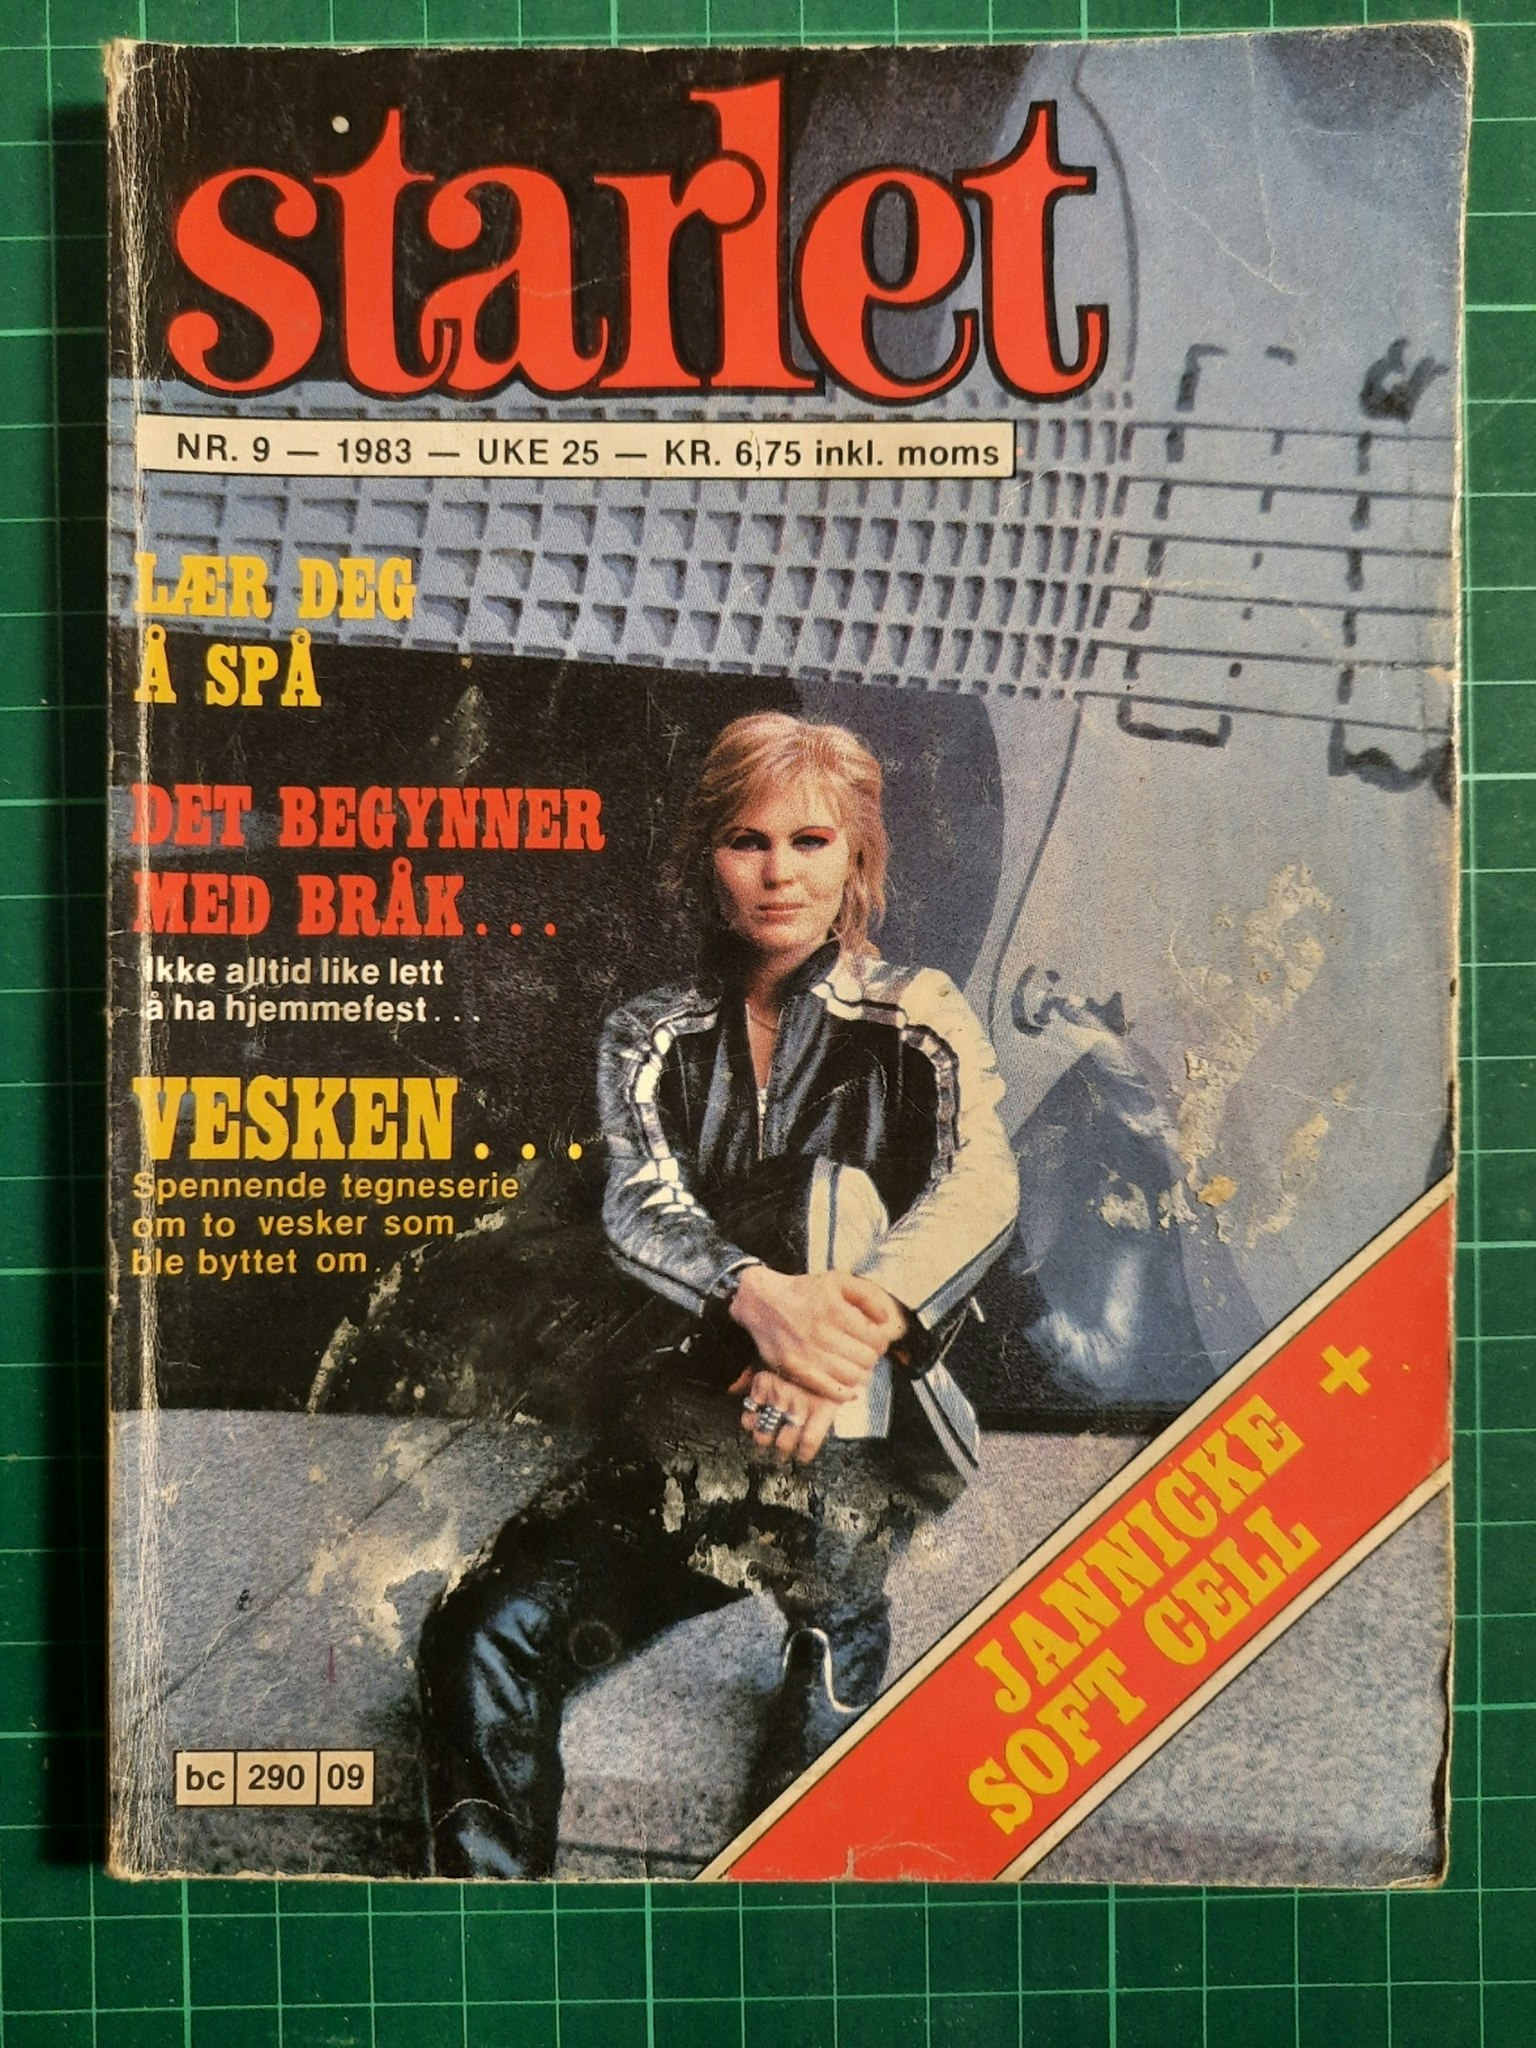 starlet
NR. 9 — 1983 — UKE 25 — KR. 6,75 inkl. moms
LÆR DEG
Å SPÅ
DET BEGYNNER
MED BRÅK...
Ikke alltid like lett
å ha hjemmefest...
VESKEN...
Spennende tegneserie
om to vesker som
ble byttet om...
JANNICKE +
SOFT CELL
bc 290 09